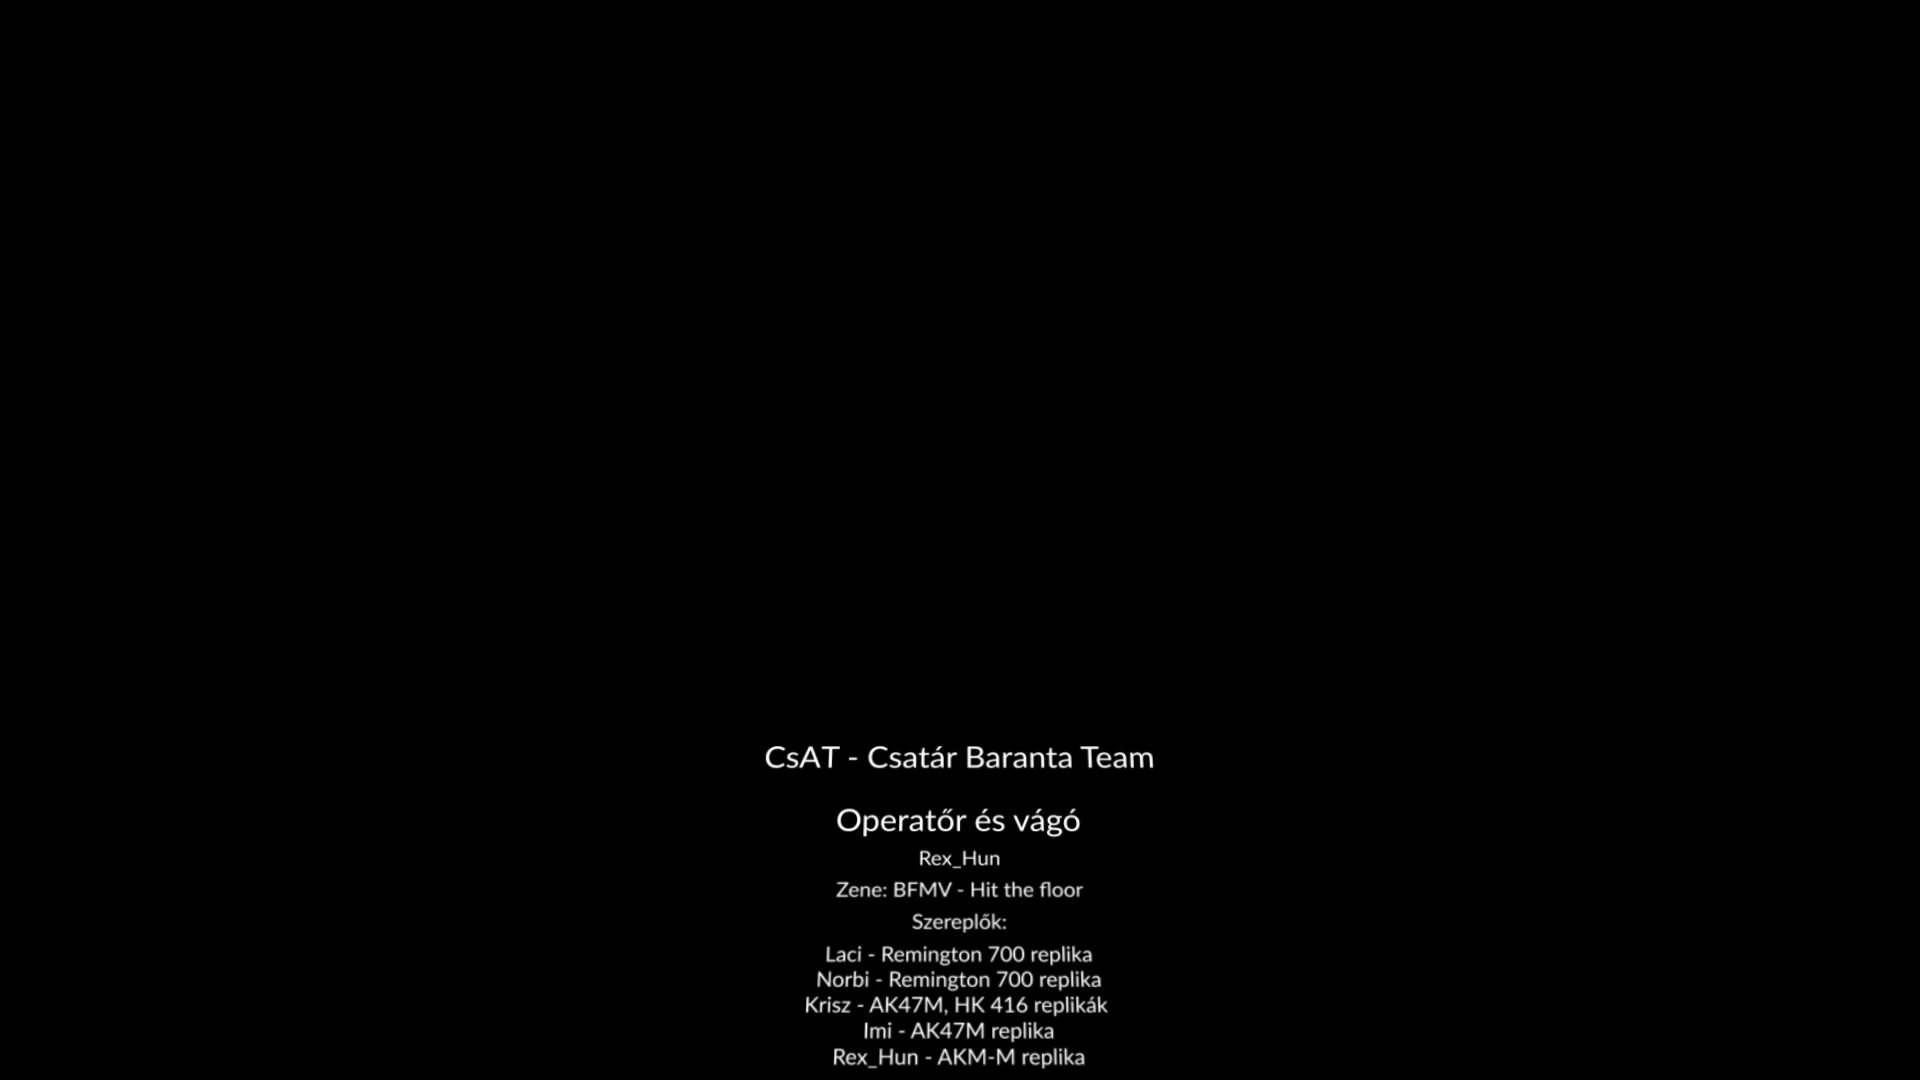 CsAT - Csatár Baranta Team
Operatőr és vágó
Rex_Hun
Zene: BFMV - Hit the floor
Szereplők:
Laci - Remington 700 replika
Norbi - Remington 700 replika
Krisz - AK47M, HK 416 replikák
Imi - AK47M replika
Rex_Hun - AKM-M replika